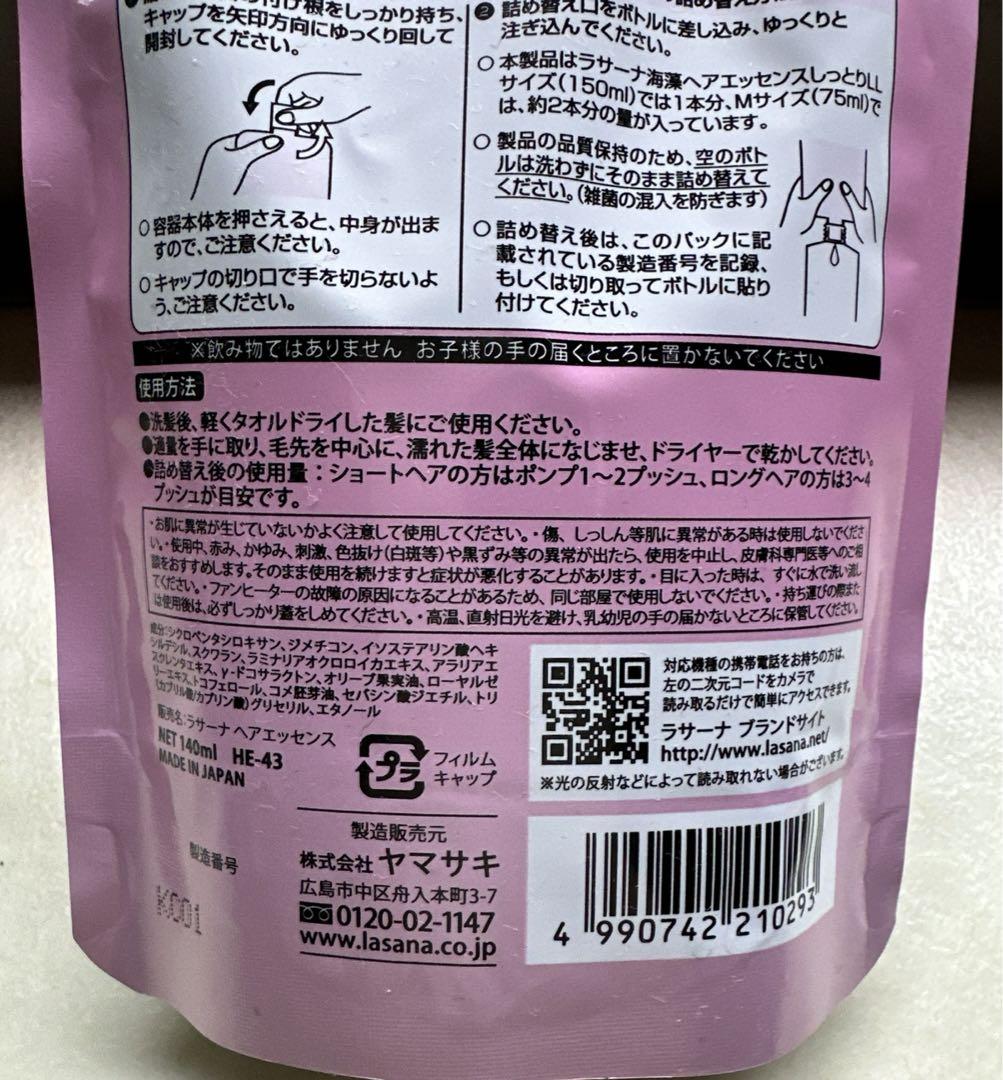 付け根をしっかり持ち、
キャップを矢印方向にゆっくり回して
開封してください。
○容器本体を押さえると、中身が出ま
すので、ご注意ください。
○キャップの切り口で手を切らないよ
う、ご注意ください。
❷ 詰め替え口をボトルに差し込み、ゆっくりと
注ぎ込んでください。
○ 本製品はラサーナ海藻ヘアエッセンスしっとりLL
サイズ(150ml)では1本分、Mサイズ(75ml)で
は、約2本分の量が入っています。
○ 製品の品質保持のため、空のボト
ルは洗わずにそのまま詰め替えて
ください。(雑菌の混入を防ぎます)
○ 詰め替え後は、このパックに記
載されている製造番号を記録、
もしくは切り取ってボトルに貼り
付けてください。
※飲み物ではありません お子様の手の届くところに置かないでください
使用方法
●洗髪後、軽くタオルドライした髪にご使用ください。
●適量を手に取り、毛先を中心に、濡れた髪全体になじませ、ドライヤーで乾かしてください。
●詰め替え後の使用量：ショートヘアの方はポンプ1〜2プッシュ、ロングヘアの方は3〜4
プッシュが目安です。
・お肌に異常が生じていないかよく注意して使用してください。・傷、しっしん等肌に異常がある時は使用しないでくださ
い。・使用中、赤み、かゆみ、刺激、色抜け(白斑等)や黒ずみ等の異常が出たら、使用を中止し、皮膚科専門医等へのご相
談をおすすめします。そのまま使用を続けますと症状が悪化することがあります。・目に入った時は、すぐに水で洗い流し
てください。・ファンヒーターの故障の原因になることがあるため、同じ部屋で使用しないでください。・持ち運びの際また
は使用後は、必ずしっかり蓋をしめてください。・高温、直射日光を避け、乳幼児の手の届かないところに保管してください。
成分:シクロペンタシロキサン、ジメチコン、イソステアリン酸ヘキ
シルデシル、スクワラン、ラミナリアオクロロイカエキス、アラリアエ
スクレンタエキス、γ-ドコサラクトン、オリーブ果実油、ローヤルゼ
リーエキス、トコフェロール、コメ胚芽油、セバシン酸ジエチル、トリ
(カプリル酸/カプリン酸)グリセリル、エタノール
販売名:ラサーナ ヘアエッセンス
NET 140ml HE-43
MADE IN JAPAN
プラ
フィルム
キャップ
対応機種の携帯電話をお持ちの方は、
左の二次元コードをカメラで
読み取るだけで簡単にアクセスできます。
ラサーナ ブランドサイト
http://www.lasana.net/
※光の反射などによって読み取れない場合がございます。
製造番号
K001
製造販売元
株式会社 ヤマサキ
広島市中区舟入本町3-7
0120-02-1147
www.lasana.co.jp
4 990742 210293